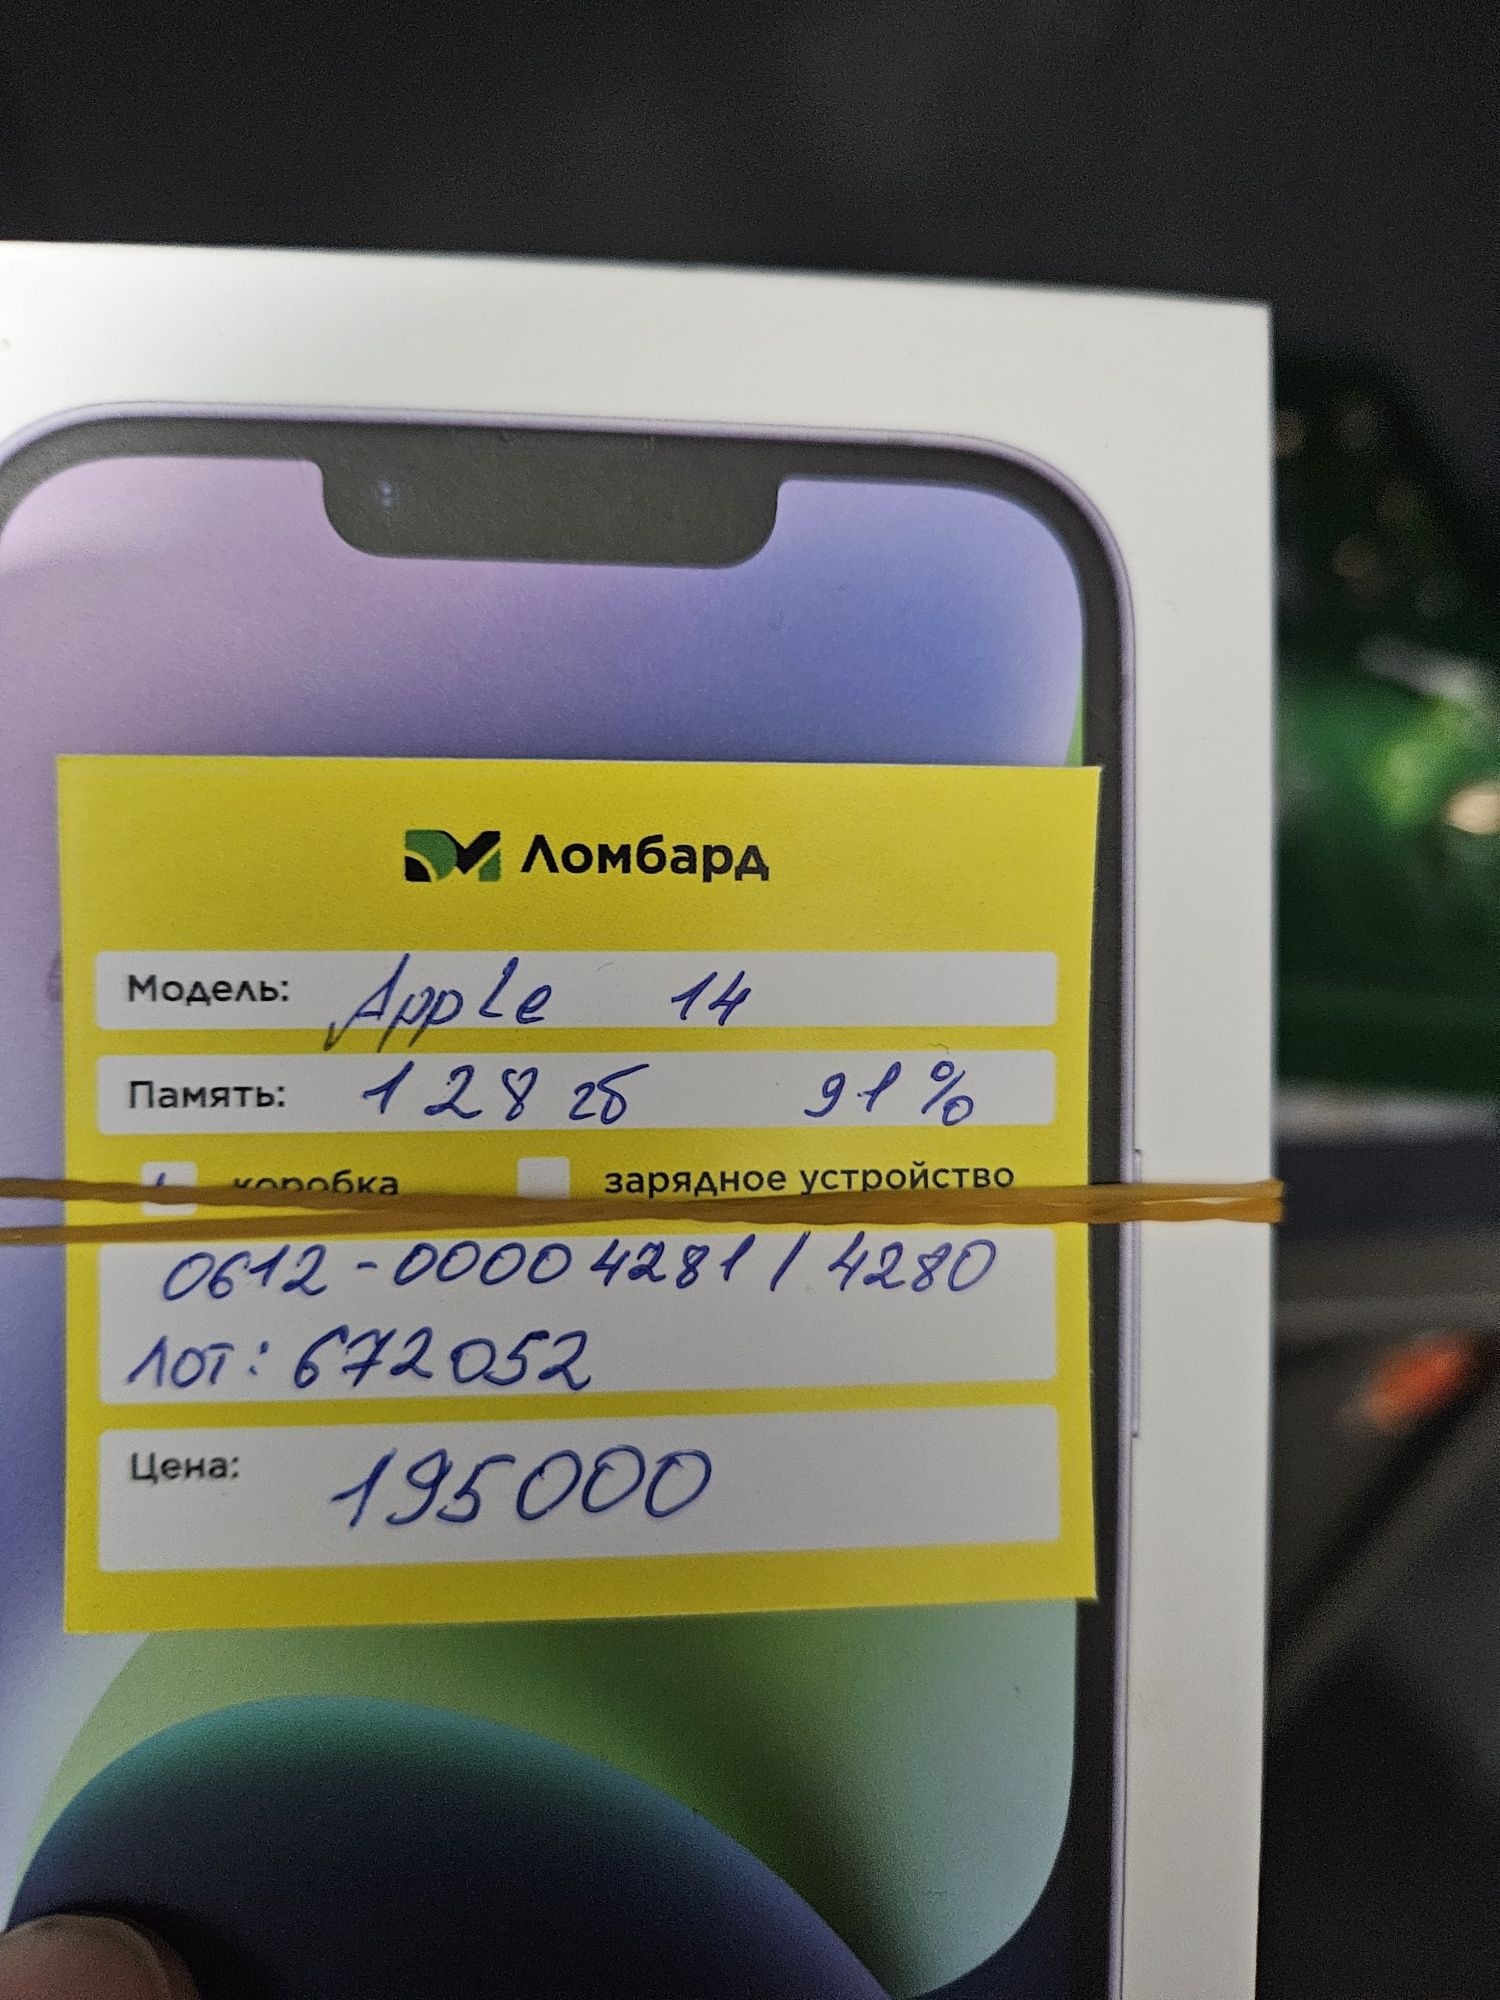 Ломбард
Модель: Apple 14
Память: 128 гб 91%
коробка зарядное устройство
0612-00004281/4280
Лот: 672052
Цена: 195000